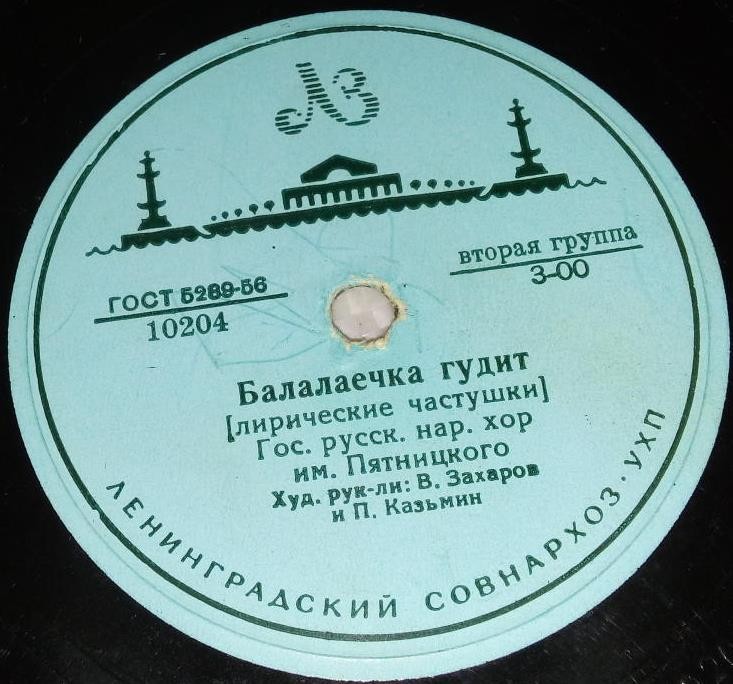 ЛЗ
ГОСТ 5289-56
10204
вторая группа
3-00
Балалаечка гудит
[лирические частушки]
Гос. русск. нар. хор
им. Пятницкого
Худ. рук-ли: В. Захаров
и П. Казьмин
ЛЕНИНГРАДСКИЙ СОВНАРХОЗ · УХП